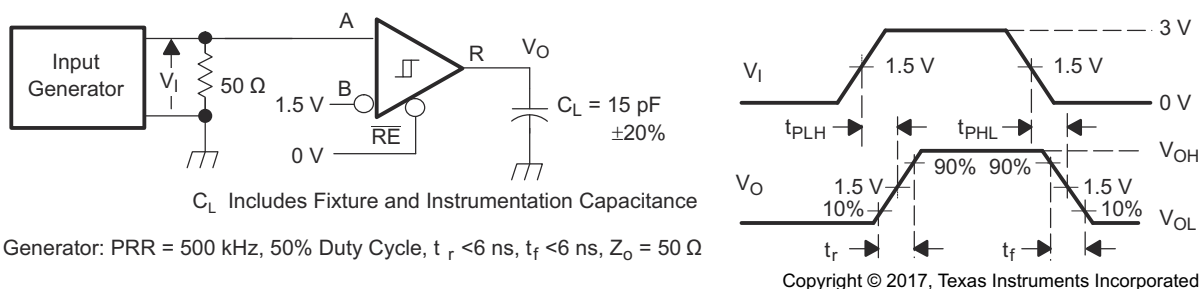 Input
Generator
V_I
50 Ω
A
1.5 V
B
0 V
RE
R
V_O
C_L = 15 pF
±20%
C_L Includes Fixture and Instrumentation Capacitance
Generator: PRR = 500 kHz, 50% Duty Cycle, t_r <6 ns, t_f <6 ns, Z_o = 50 Ω
3 V
V_I
1.5 V
1.5 V
0 V
t_PLH
t_PHL
V_OH
90%
90%
V_O
1.5 V
1.5 V
10%
10%
V_OL
t_r
t_f
Copyright © 2017, Texas Instruments Incorporated